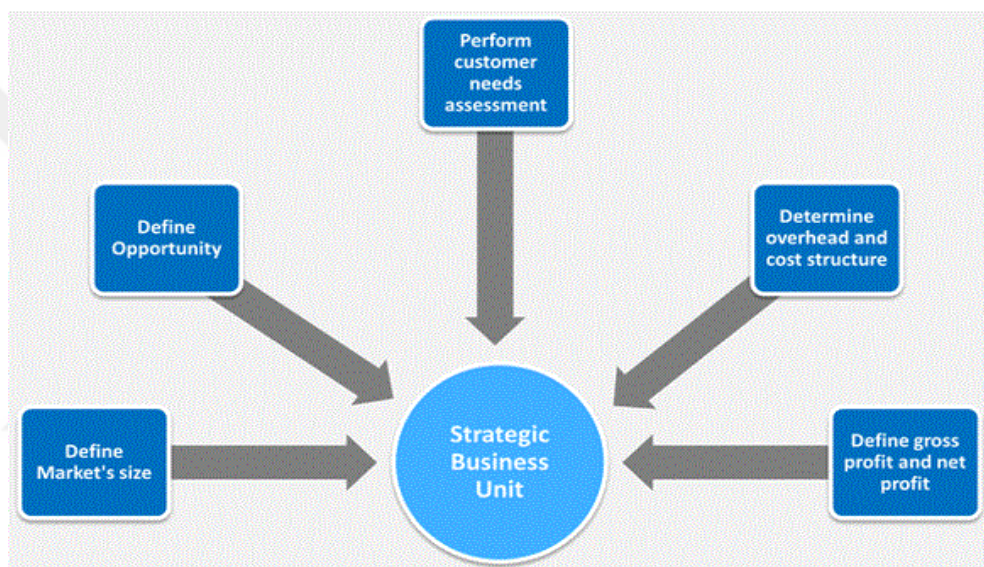 Perform
customer
needs
assessment
Define
Opportunity
Determine
overhead and
cost structure
Define
Market's size
Strategic
Business
Unit
Define gross
profit and net
profit